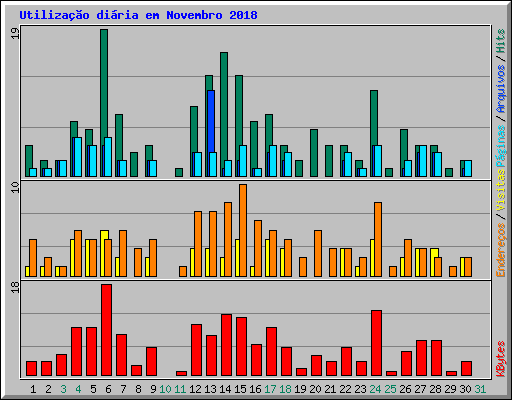 Utilização diária em Novembro 2018
19
10
18
Endereços / Visitas Páginas / Arquivos / Hits
KBytes
1 2 3 4 5 6 7 8 9 10 11 12 13 14 15 16 17 18 19 20 21 22 23 24 25 26 27 28 29 30 31